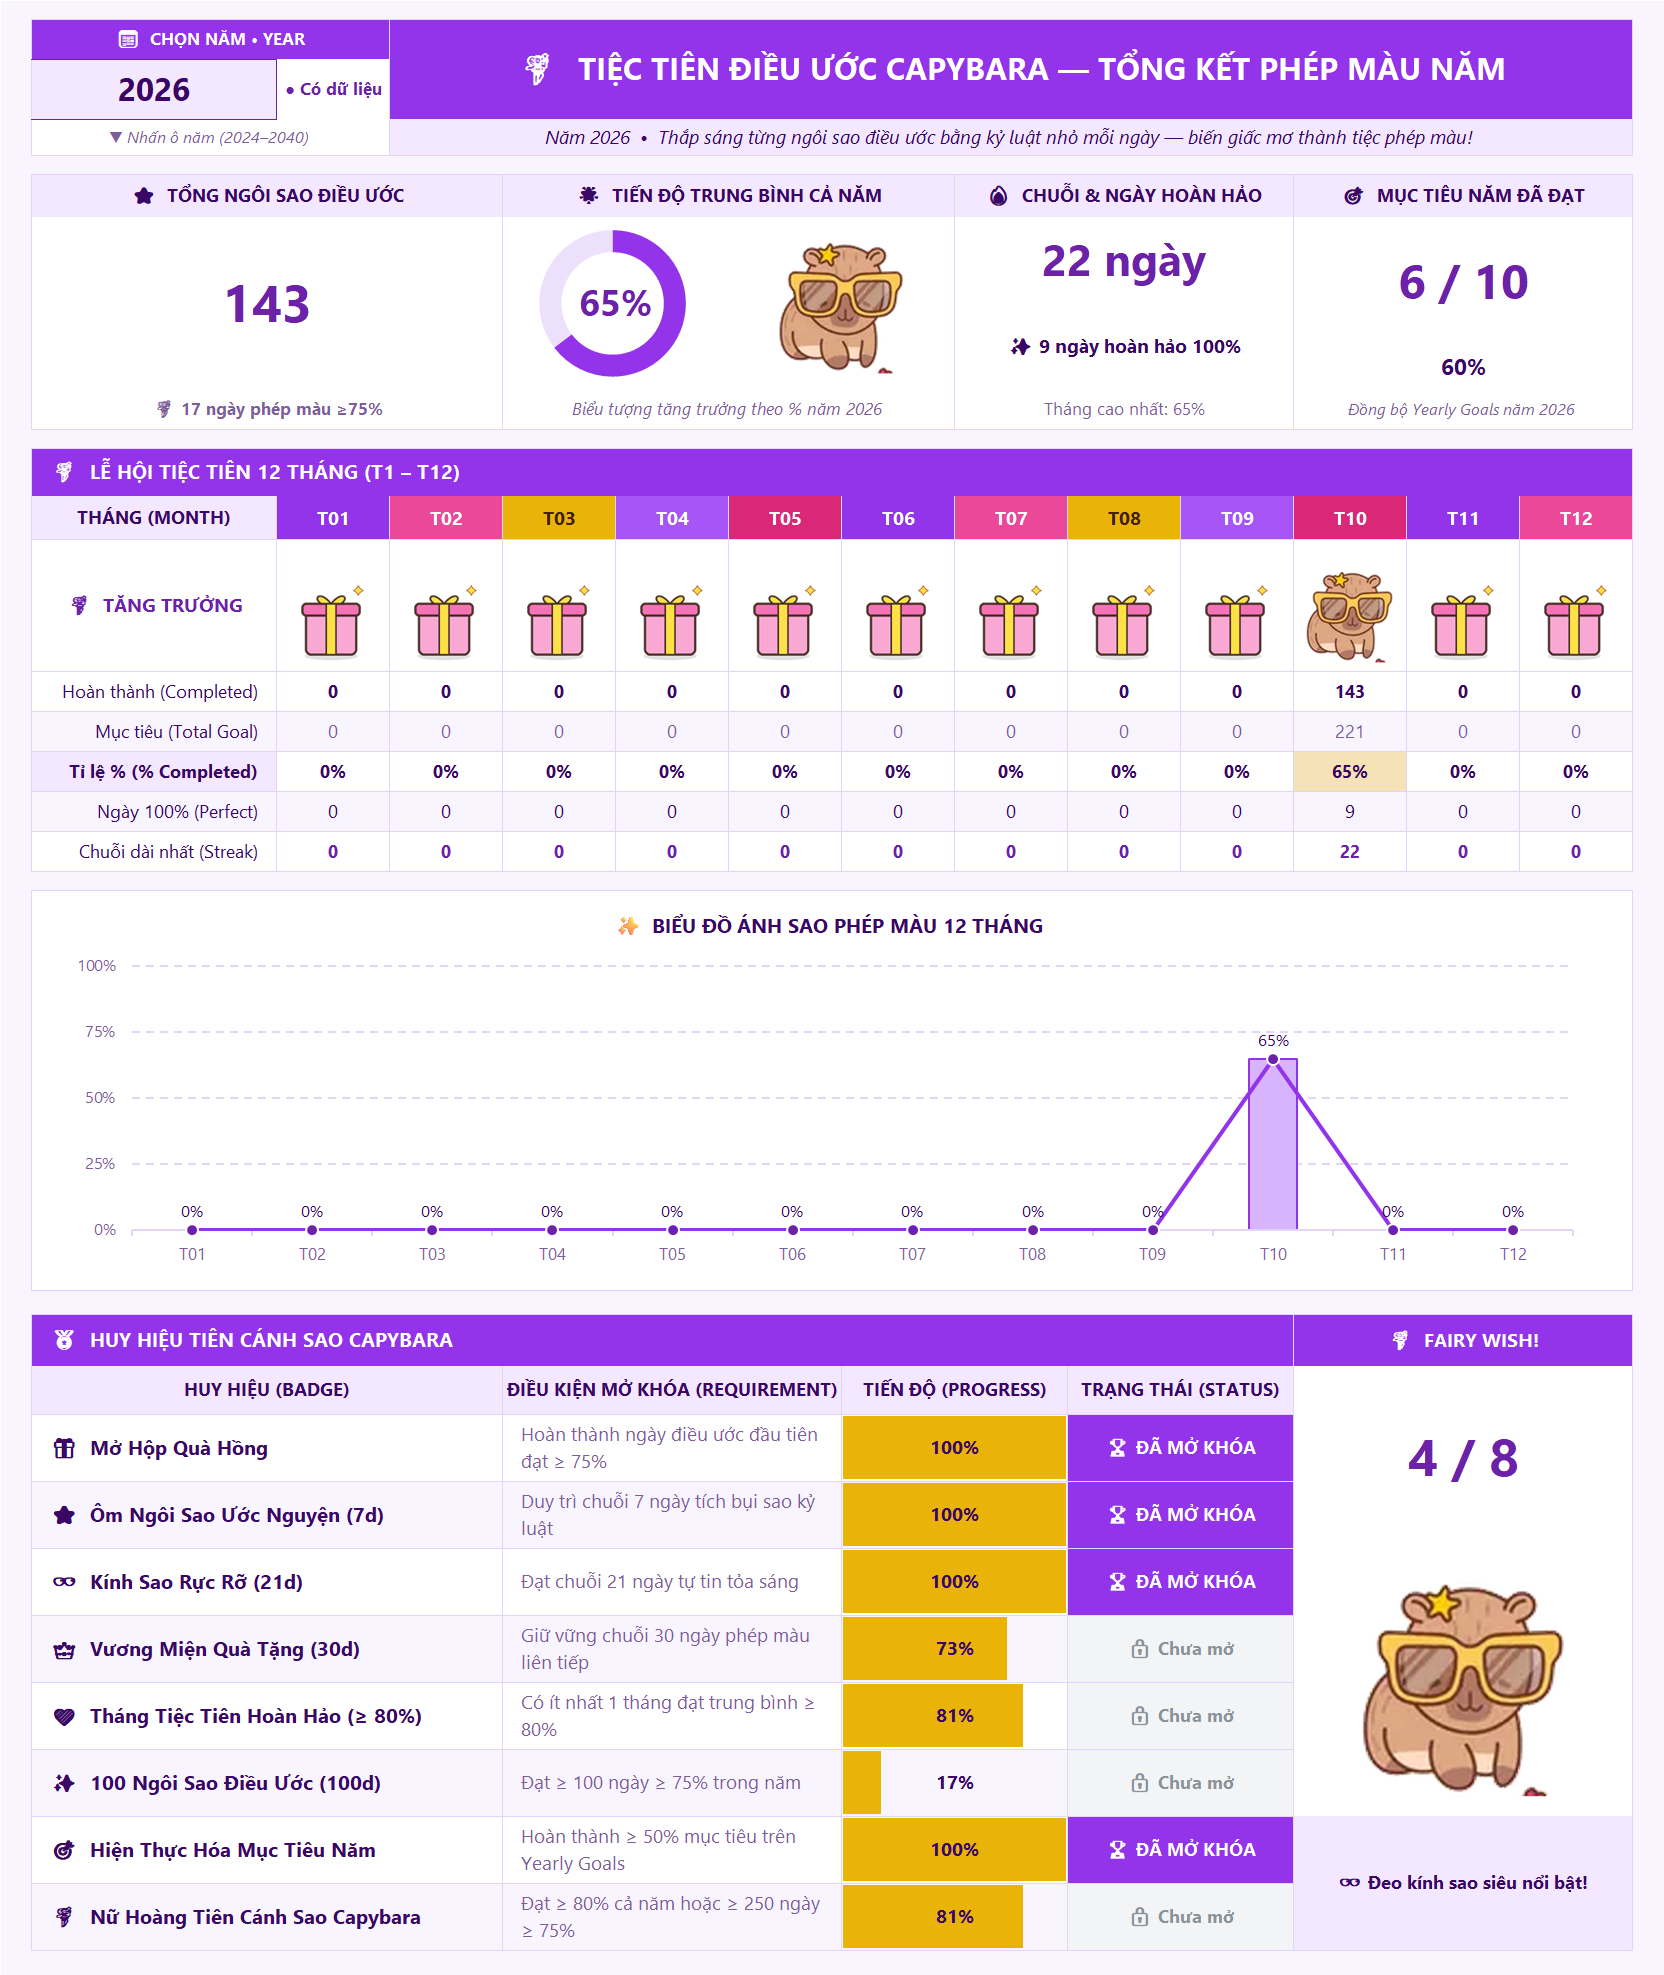 CHỌN NĂM • YEAR
2026
● Có dữ liệu
▼ Nhấn ô năm (2024–2040)
TIỆC TIÊN ĐIỀU ƯỚC CAPYBARA — TỔNG KẾT PHÉP MÀU NĂM
Năm 2026 • Thắp sáng từng ngôi sao điều ước bằng kỷ luật nhỏ mỗi ngày — biến giấc mơ thành tiệc phép màu!
TỔNG NGÔI SAO ĐIỀU ƯỚC
143
17 ngày phép màu ≥75%
TIẾN ĐỘ TRUNG BÌNH CẢ NĂM
65%
Biểu tượng tăng trưởng theo % năm 2026
CHUỖI & NGÀY HOÀN HẢO
22 ngày
9 ngày hoàn hảo 100%
Tháng cao nhất: 65%
MỤC TIÊU NĂM ĐÃ ĐẠT
6 / 10
60%
Đồng bộ Yearly Goals năm 2026
LỄ HỘI TIỆC TIÊN 12 THÁNG (T1 – T12)
THÁNG (MONTH) T01 T02 T03 T04 T05 T06 T07 T08 T09 T10 T11 T12
TĂNG TRƯỞNG
Hoàn thành (Completed) 0 0 0 0 0 0 0 0 0 143 0 0
Mục tiêu (Total Goal) 0 0 0 0 0 0 0 0 0 221 0 0
Tỉ lệ % (% Completed) 0% 0% 0% 0% 0% 0% 0% 0% 0% 65% 0% 0%
Ngày 100% (Perfect) 0 0 0 0 0 0 0 0 0 9 0 0
Chuỗi dài nhất (Streak) 0 0 0 0 0 0 0 0 0 22 0 0
BIỂU ĐỒ ÁNH SAO PHÉP MÀU 12 THÁNG
100%
75%
65%
50%
25%
0% 0% 0% 0% 0% 0% 0% 0% 0% 0% 0%
0%
T01 T02 T03 T04 T05 T06 T07 T08 T09 T10 T11 T12
HUY HIỆU TIÊN CÁNH SAO CAPYBARA
HUY HIỆU (BADGE) ĐIỀU KIỆN MỞ KHÓA (REQUIREMENT) TIẾN ĐỘ (PROGRESS) TRẠNG THÁI (STATUS)
Mở Hộp Quà Hồng
Hoàn thành ngày điều ước đầu tiên
đạt ≥ 75%
100%
ĐÃ MỞ KHÓA
Ôm Ngôi Sao Ước Nguyện (7d)
Duy trì chuỗi 7 ngày tích bụi sao kỷ
luật
100%
ĐÃ MỞ KHÓA
Kính Sao Rực Rỡ (21d)
Đạt chuỗi 21 ngày tự tin tỏa sáng
100%
ĐÃ MỞ KHÓA
Vương Miện Quà Tặng (30d)
Giữ vững chuỗi 30 ngày phép màu
liên tiếp
73%
Chưa mở
Tháng Tiệc Tiên Hoàn Hảo (≥ 80%)
Có ít nhất 1 tháng đạt trung bình ≥
80%
81%
Chưa mở
100 Ngôi Sao Điều Ước (100d)
Đạt ≥ 100 ngày ≥ 75% trong năm
17%
Chưa mở
Hiện Thực Hóa Mục Tiêu Năm
Hoàn thành ≥ 50% mục tiêu trên
Yearly Goals
100%
ĐÃ MỞ KHÓA
Nữ Hoàng Tiên Cánh Sao Capybara
Đạt ≥ 80% cả năm hoặc ≥ 250 ngày
≥ 75%
81%
Chưa mở
FAIRY WISH!
4 / 8
Đeo kính sao siêu nổi bật!